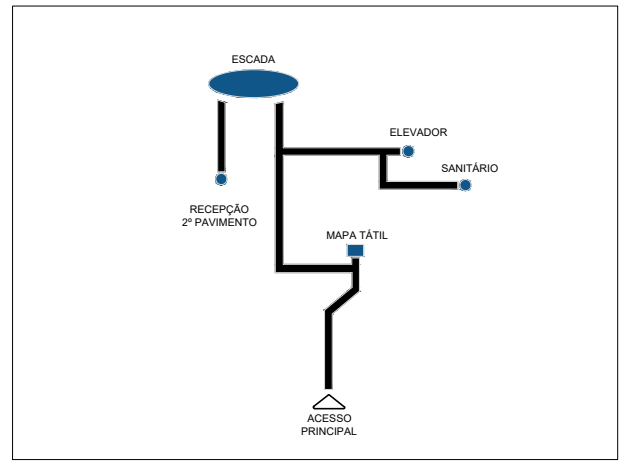 ESCADA
ELEVADOR
SANITÁRIO
RECEPÇÃO
2º PAVIMENTO
MAPA TÁTIL
ACESSO
PRINCIPAL